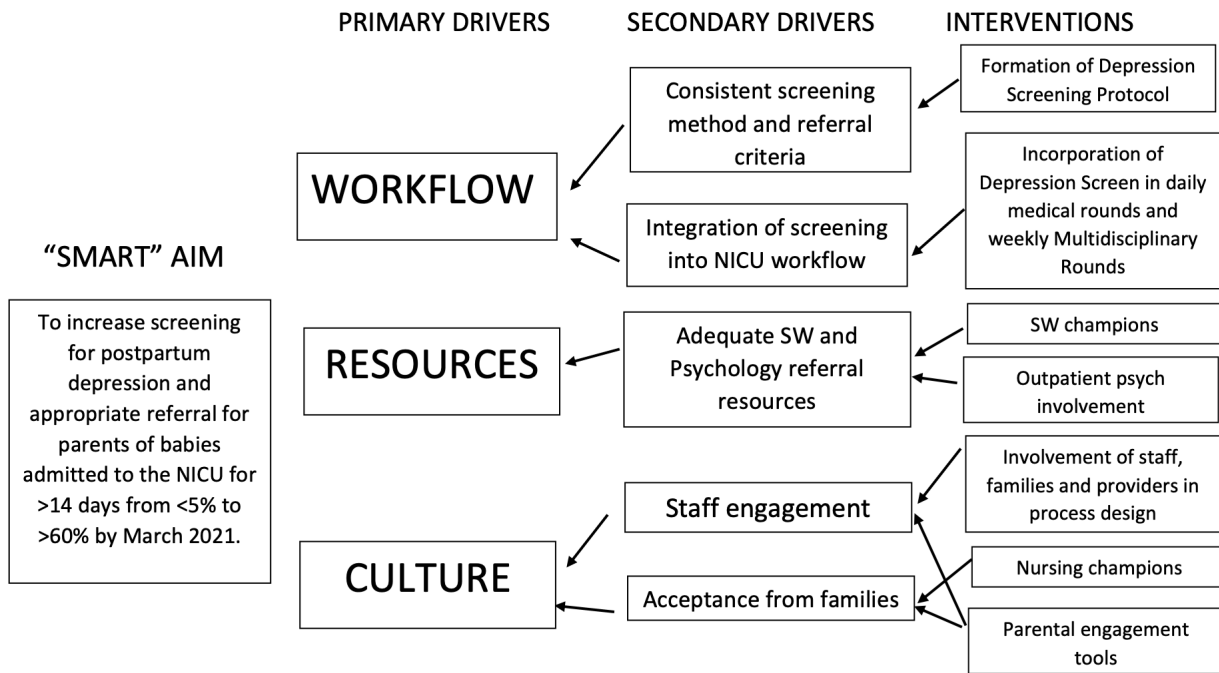 PRIMARY DRIVERS
SECONDARY DRIVERS
INTERVENTIONS
“SMART” AIM
To increase screening
for postpartum
depression and
appropriate referral for
parents of babies
admitted to the NICU for
>14 days from <5% to
>60% by March 2021.
WORKFLOW
RESOURCES
CULTURE
Consistent screening
method and referral
criteria
Integration of screening
into NICU workflow
Adequate SW and
Psychology referral
resources
Staff engagement
Acceptance from families
Formation of Depression
Screening Protocol
Incorporation of
Depression Screen in daily
medical rounds and
weekly Multidisciplinary
Rounds
SW champions
Outpatient psych
involvement
Involvement of staff,
families and providers in
process design
Nursing champions
Parental engagement
tools